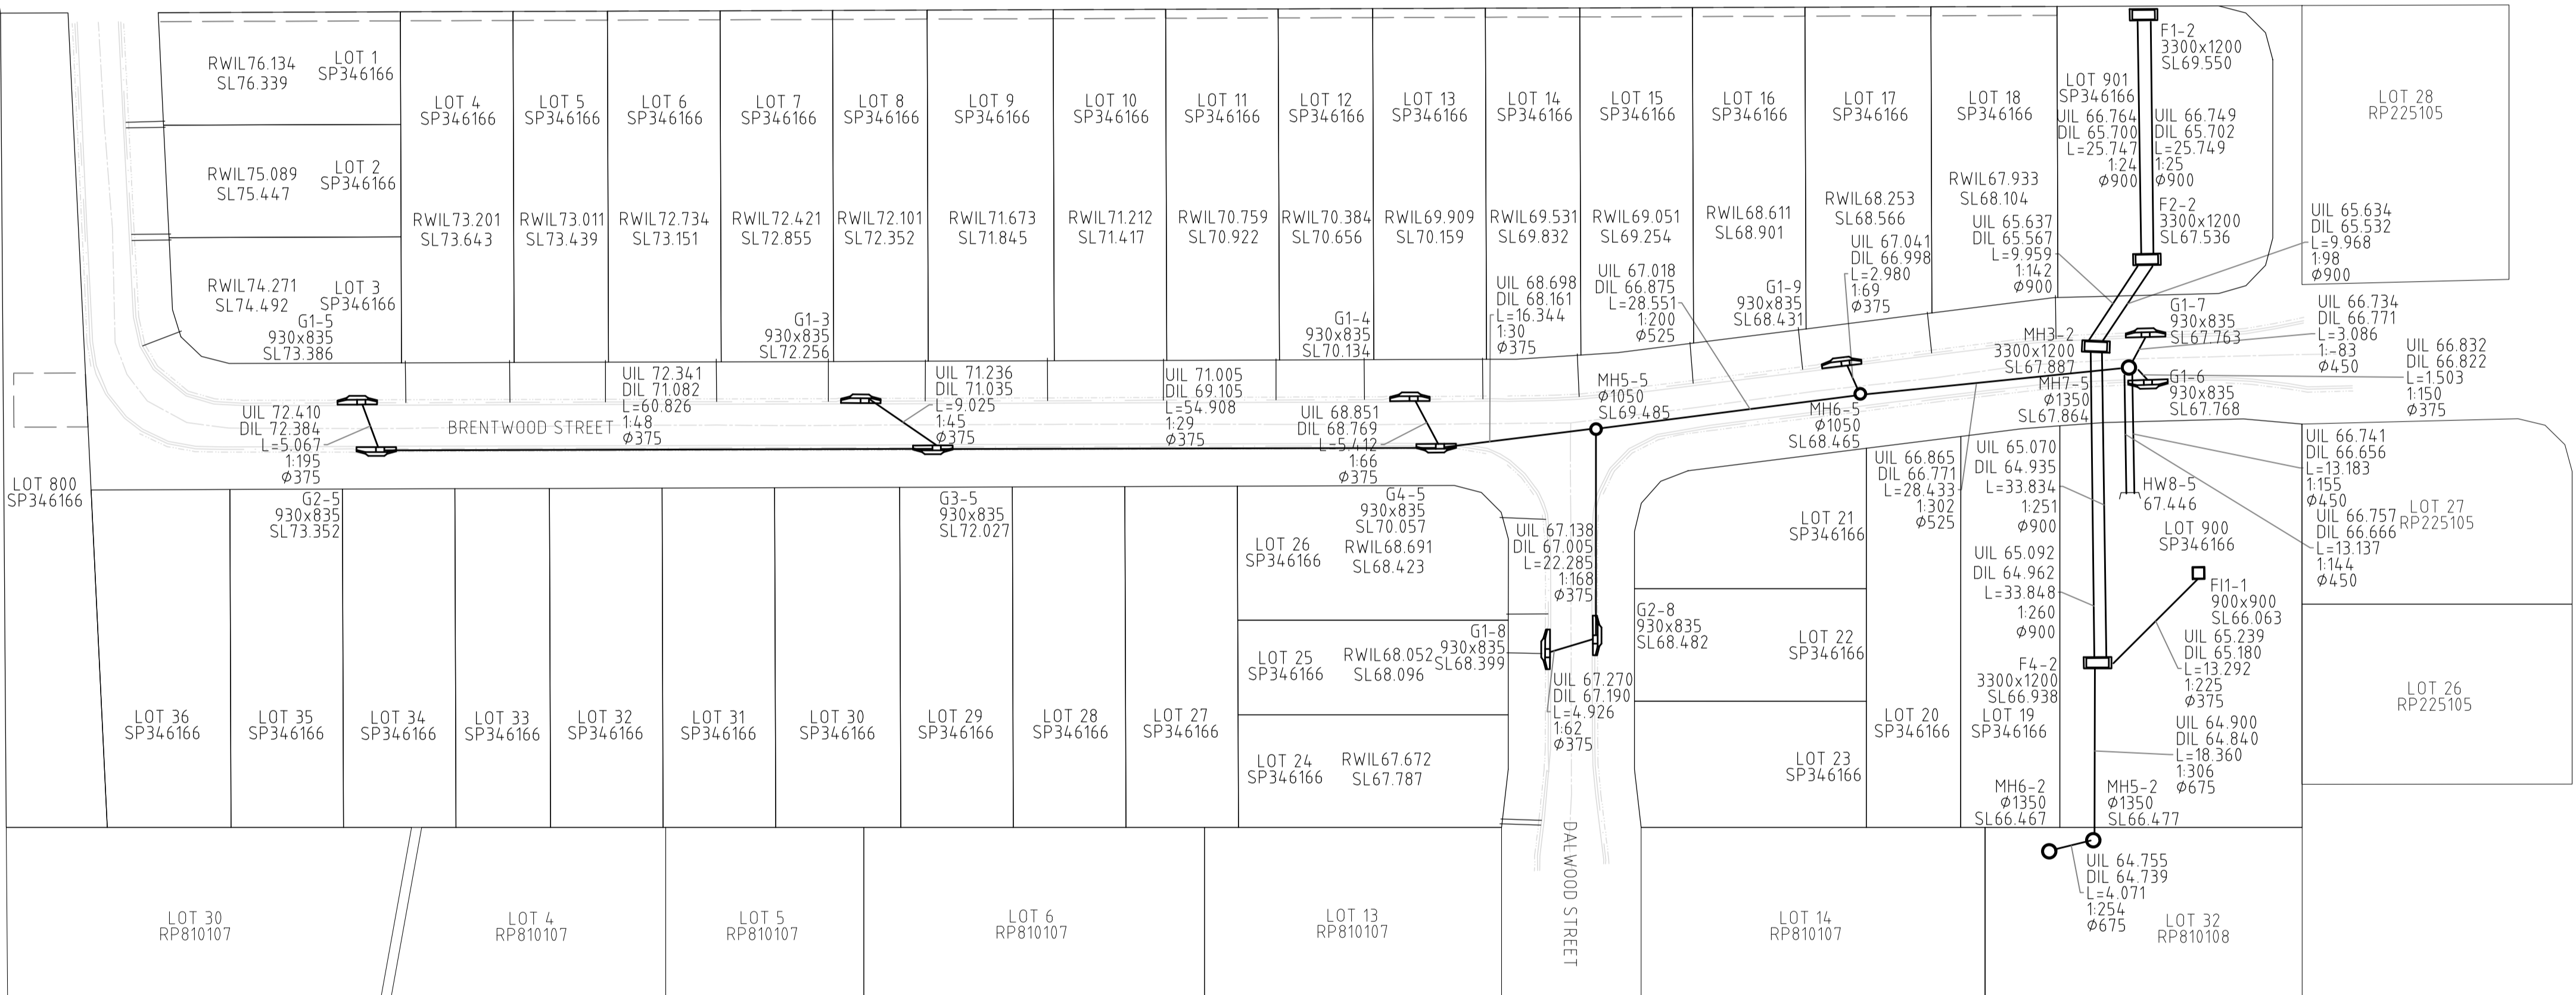 RWIL76.134
SL76.339
LOT 1
SP346166
RWIL75.089
SL75.447
LOT 2
SP346166
RWIL74.271
SL74.492
LOT 3
SP346166
G1-5
930x835
SL73.386
LOT 4
SP346166
RWIL73.201
SL73.643
LOT 5
SP346166
RWIL73.011
SL73.439
LOT 6
SP346166
RWIL72.734
SL73.151
LOT 7
SP346166
RWIL72.421
SL72.855
G1-3
930x835
SL72.256
LOT 8
SP346166
RWIL72.101
SL72.352
LOT 9
SP346166
RWIL71.673
SL71.845
LOT 10
SP346166
RWIL71.212
SL71.417
LOT 11
SP346166
RWIL70.759
SL70.922
LOT 12
SP346166
RWIL70.384
SL70.656
G1-4
930x835
SL70.134
LOT 13
SP346166
RWIL69.909
SL70.159
LOT 14
SP346166
RWIL69.531
SL69.832
UIL 68.698
DIL 68.161
L=16.344
1:30
Ø375
LOT 15
SP346166
RWIL69.051
SL69.254
UIL 67.018
DIL 66.875
L=28.551
1:200
Ø525
LOT 16
SP346166
RWIL68.611
SL68.901
G1-9
930x835
SL68.431
LOT 17
SP346166
RWIL68.253
SL68.566
UIL 67.041
DIL 66.998
L=2.980
1:69
Ø375
LOT 18
SP346166
RWIL67.933
SL68.104
UIL 65.637
DIL 65.567
L=9.959
1:142
Ø900
LOT 901
SP346166
UIL 66.764
DIL 65.700
L=25.747
1:24
Ø900
F1-2
3300x1200
SL69.550
UIL 66.749
DIL 65.702
L=25.749
1:25
Ø900
F2-2
3300x1200
SL67.536
LOT 28
RP225105
UIL 65.634
DIL 65.532
L=9.968
1:98
Ø900
G1-7
930x835
SL67.763
UIL 66.734
DIL 66.771
L=3.086
1:-83
Ø450
UIL 66.832
DIL 66.822
L=1.503
1:150
Ø375
MH3-2
3300x1200
SL67.887
MH7-5
Ø1350
SL67.864
G1-6
930x835
SL67.768
UIL 72.410
DIL 72.384
L=5.067
1:195
Ø375
BRENTWOOD STREET
UIL 72.341
DIL 71.082
L=60.826
1:48
Ø375
UIL 71.236
DIL 71.035
L=9.025
1:45
Ø375
UIL 71.005
DIL 69.105
L=54.908
1:29
Ø375
UIL 68.851
DIL 68.769
L=5.412
1:66
Ø375
MH5-5
Ø1050
SL69.485
MH6-5
Ø1050
SL68.465
LOT 800
SP346166
G2-5
930x835
SL73.352
G3-5
930x835
SL72.027
G4-5
930x835
SL70.057
LOT 26
SP346166
RWIL68.691
SL68.423
UIL 67.138
DIL 67.005
L=22.285
1:168
Ø375
LOT 21
SP346166
UIL 66.865
DIL 66.771
L=28.433
1:302
Ø525
UIL 65.070
DIL 64.935
L=33.834
1:251
Ø900
UIL 65.092
DIL 64.962
L=33.848
1:260
Ø900
HW8-5
67.446
LOT 900
SP346166
UIL 66.741
DIL 66.656
L=13.183
1:155
Ø450
UIL 66.757
DIL 66.666
L=13.137
1:144
Ø450
LOT 27
RP225105
FI1-1
900x900
SL66.063
UIL 65.239
DIL 65.180
L=13.292
1:225
Ø375
G1-8
930x835
SL68.399
G2-8
930x835
SL68.482
LOT 25
SP346166
RWIL68.052
SL68.096
UIL 67.270
DIL 67.190
L=4.926
1:62
Ø375
LOT 22
SP346166
F4-2
3300x1200
SL66.938
LOT 26
RP225105
LOT 36
SP346166
LOT 35
SP346166
LOT 34
SP346166
LOT 33
SP346166
LOT 32
SP346166
LOT 31
SP346166
LOT 30
SP346166
LOT 29
SP346166
LOT 28
SP346166
LOT 27
SP346166
LOT 24
SP346166
RWIL67.672
SL67.787
LOT 23
SP346166
LOT 20
SP346166
LOT 19
SP346166
UIL 64.900
DIL 64.840
L=18.360
1:306
Ø675
MH6-2
Ø1350
SL66.467
MH5-2
Ø1350
SL66.477
DALWOOD STREET
UIL 64.755
DIL 64.739
L=4.071
1:254
Ø675
LOT 30
RP810107
LOT 4
RP810107
LOT 5
RP810107
LOT 6
RP810107
LOT 13
RP810107
LOT 14
RP810107
LOT 32
RP810108